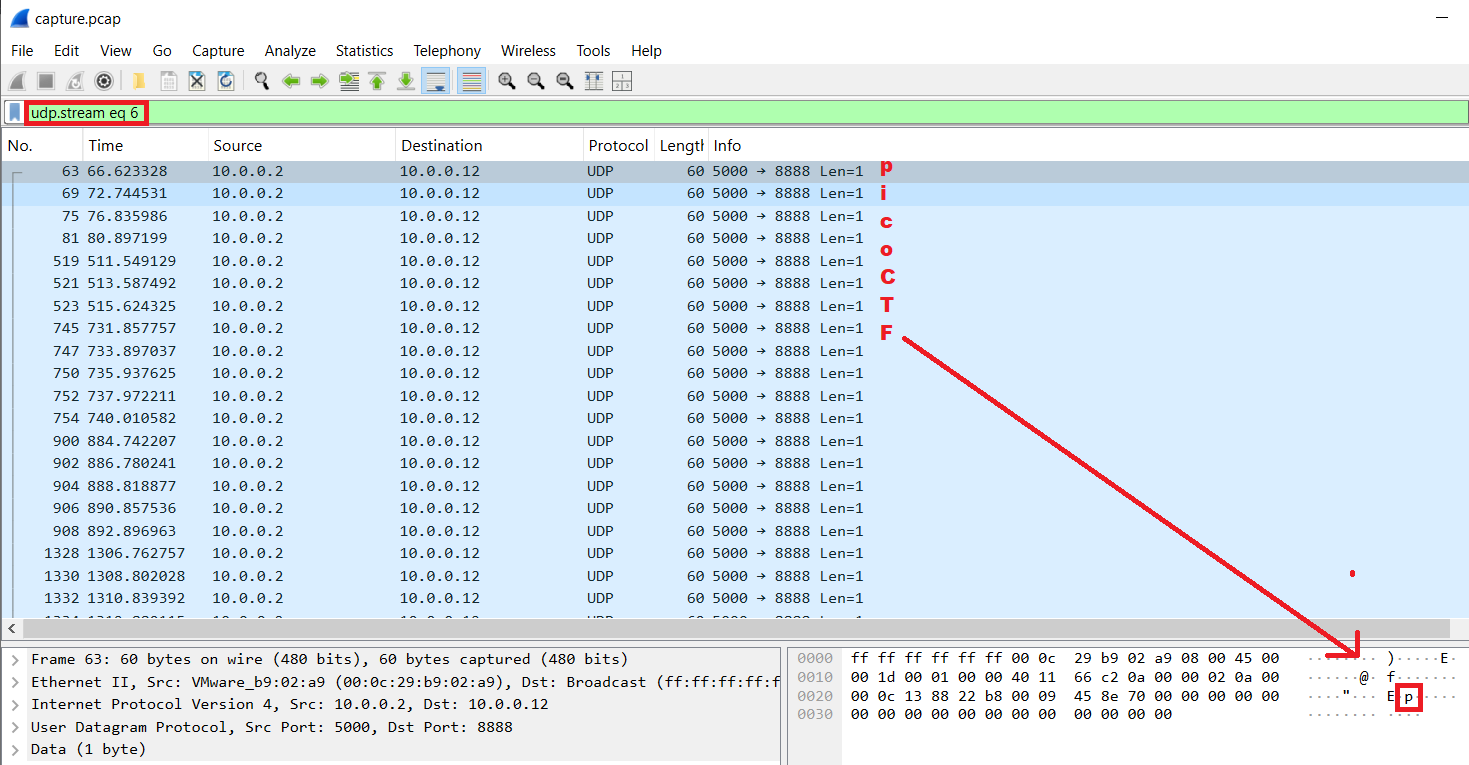 capture.pcap
File Edit View Go Capture Analyze Statistics Telephony Wireless Tools Help
udp.stream eq 6
No. Time Source Destination Protocol Length Info
63 66.623328 10.0.0.2 10.0.0.12 UDP 60 5000 → 8888 Len=1 p
69 72.744531 10.0.0.2 10.0.0.12 UDP 60 5000 → 8888 Len=1 i
75 76.835986 10.0.0.2 10.0.0.12 UDP 60 5000 → 8888 Len=1 c
81 80.897199 10.0.0.2 10.0.0.12 UDP 60 5000 → 8888 Len=1 o
519 511.549129 10.0.0.2 10.0.0.12 UDP 60 5000 → 8888 Len=1 C
521 513.587492 10.0.0.2 10.0.0.12 UDP 60 5000 → 8888 Len=1 T
523 515.624325 10.0.0.2 10.0.0.12 UDP 60 5000 → 8888 Len=1 F
745 731.857757 10.0.0.2 10.0.0.12 UDP 60 5000 → 8888 Len=1
747 733.897037 10.0.0.2 10.0.0.12 UDP 60 5000 → 8888 Len=1
750 735.937625 10.0.0.2 10.0.0.12 UDP 60 5000 → 8888 Len=1
752 737.972211 10.0.0.2 10.0.0.12 UDP 60 5000 → 8888 Len=1
754 740.010582 10.0.0.2 10.0.0.12 UDP 60 5000 → 8888 Len=1
900 884.742207 10.0.0.2 10.0.0.12 UDP 60 5000 → 8888 Len=1
902 886.780241 10.0.0.2 10.0.0.12 UDP 60 5000 → 8888 Len=1
904 888.818877 10.0.0.2 10.0.0.12 UDP 60 5000 → 8888 Len=1
906 890.857536 10.0.0.2 10.0.0.12 UDP 60 5000 → 8888 Len=1
908 892.896963 10.0.0.2 10.0.0.12 UDP 60 5000 → 8888 Len=1
1328 1306.762757 10.0.0.2 10.0.0.12 UDP 60 5000 → 8888 Len=1
1330 1308.802028 10.0.0.2 10.0.0.12 UDP 60 5000 → 8888 Len=1
1332 1310.839392 10.0.0.2 10.0.0.12 UDP 60 5000 → 8888 Len=1
Frame 63: 60 bytes on wire (480 bits), 60 bytes captured (480 bits)
Ethernet II, Src: VMware_b9:02:a9 (00:0c:29:b9:02:a9), Dst: Broadcast (ff:ff:ff:ff:f
Internet Protocol Version 4, Src: 10.0.0.2, Dst: 10.0.0.12
User Datagram Protocol, Src Port: 5000, Dst Port: 8888
Data (1 byte)
0000 ff ff ff ff ff ff 00 0c 29 b9 02 a9 08 00 45 00 ········ )·····E·
0010 00 1d 00 01 00 00 40 11 66 c2 0a 00 00 02 0a 00 ······@· f·······
0020 00 0c 13 88 22 b8 00 09 45 8e 70 00 00 00 00 00 ····"··· E·p·····
0030 00 00 00 00 00 00 00 00 00 00 00 00 ········ ····